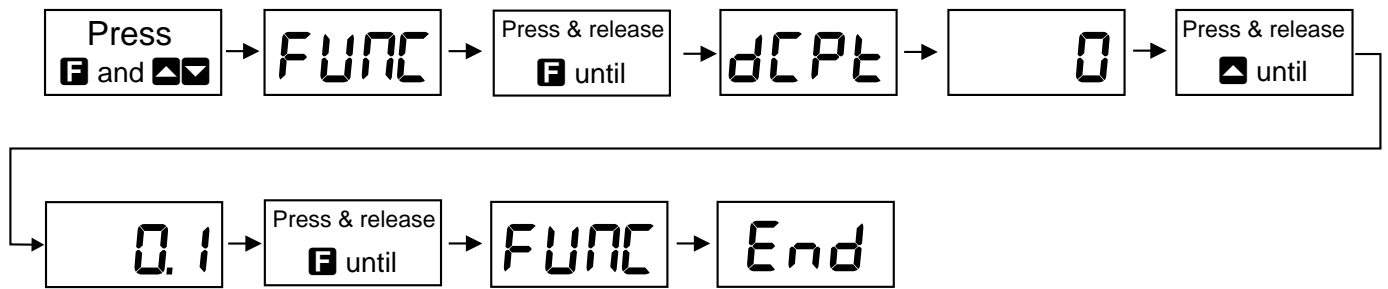 Press
F and ▲▼
FUNC
Press & release
F until
dCPt
0
Press & release
▲ until
0.1
Press & release
F until
FUNC
End